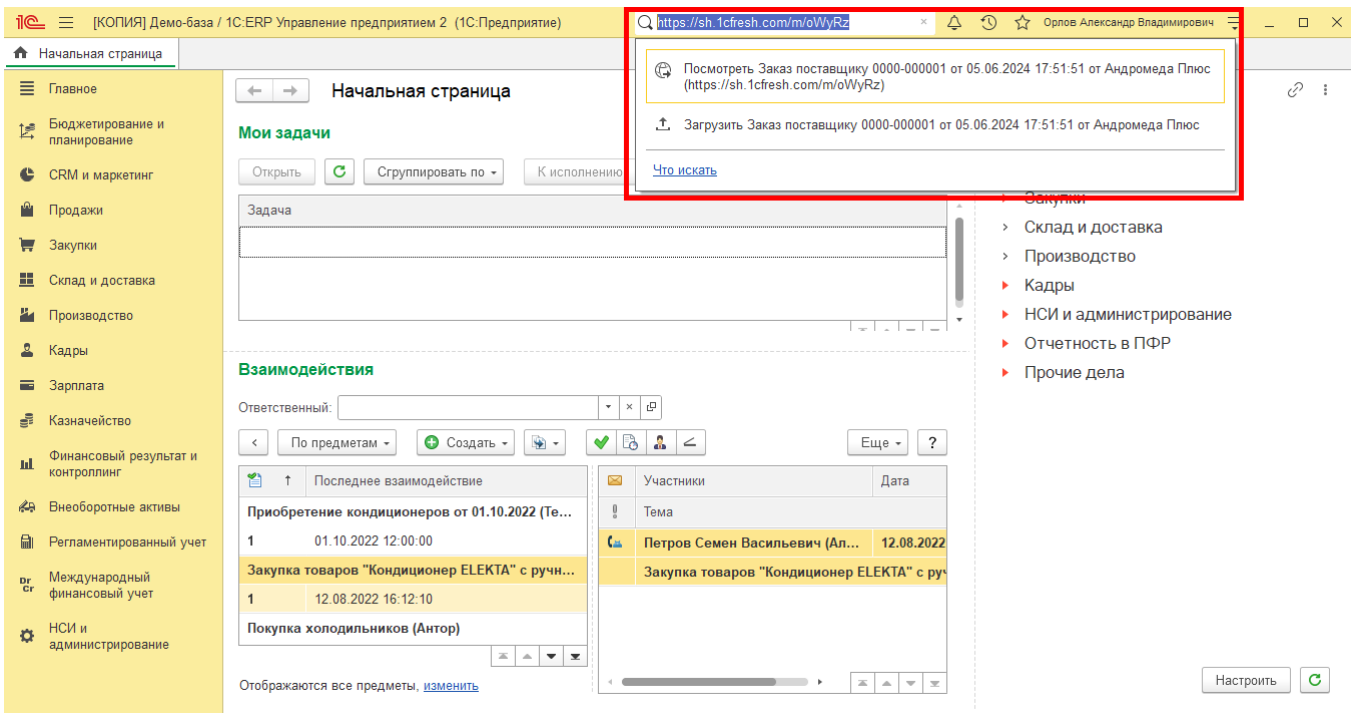 [КОПИЯ] Демо-база / 1С:ERP Управление предприятием 2 (1С:Предприятие)
https://sh.1cfresh.com/m/oWyRz
Орлов Александр Владимирович
Начальная страница
Посмотреть Заказ поставщику 0000-000001 от 05.06.2024 17:51:51 от Андромеда Плюс
(https://sh.1cfresh.com/m/oWyRz)
Загрузить Заказ поставщику 0000-000001 от 05.06.2024 17:51:51 от Андромеда Плюс
Что искать
Главное
Бюджетирование и
планирование
CRM и маркетинг
Продажи
Закупки
Склад и доставка
Производство
Кадры
Зарплата
Казначейство
Финансовый результат и
контроллинг
Внеоборотные активы
Регламентированный учет
Dr
Cr
Международный
финансовый учет
НСИ и
администрирование
Начальная страница
Мои задачи
Открыть
Сгруппировать по
К исполнению
Задача
Взаимодействия
Ответственный:
По предметам
Создать
Еще
?
Последнее взаимодействие
Приобретение кондиционеров от 01.10.2022 (Те...
1 01.10.2022 12:00:00
Закупка товаров "Кондиционер ELEKTA" с ручн...
1 12.08.2022 16:12:10
Покупка холодильников (Антор)
Отображаются все предметы, изменить
Участники Дата
Тема
Петров Семен Васильевич (Ал... 12.08.2022
Закупка товаров "Кондиционер ELEKTA" с руч
Закупки
Склад и доставка
Производство
Кадры
НСИ и администрирование
Отчетность в ПФР
Прочие дела
Настроить